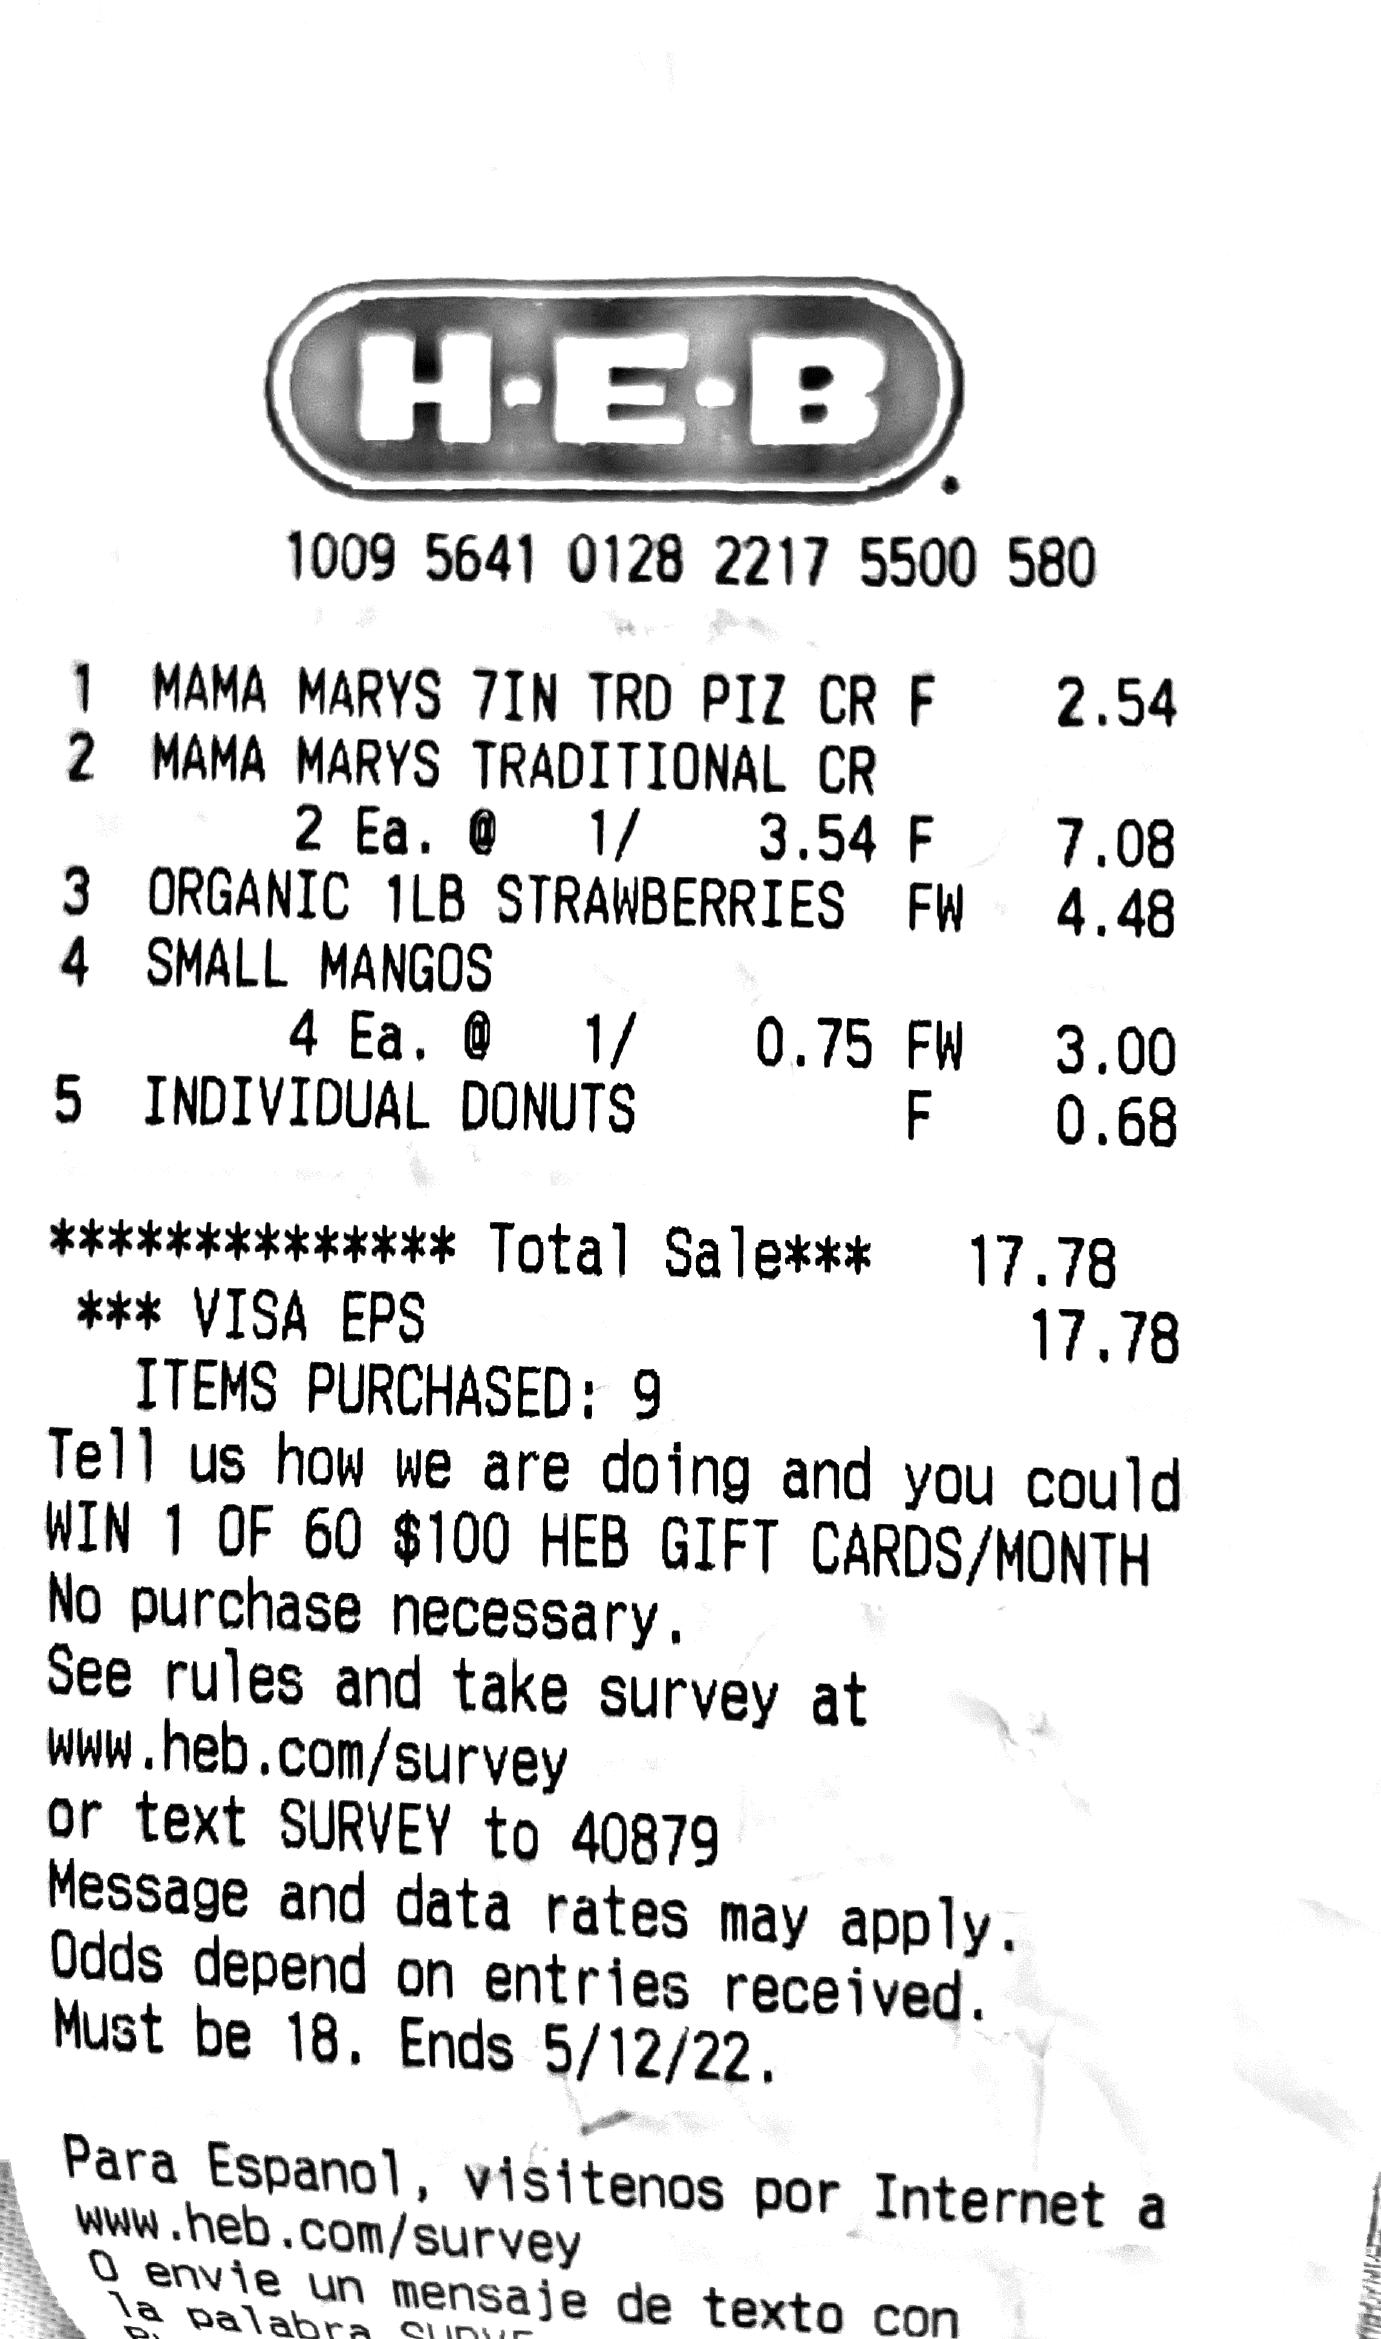 H·E·B.
1009 5641 0128 2217 5500 580
1 MAMA MARYS 7IN TRD PIZ CR F 2.54
2 MAMA MARYS TRADITIONAL CR
2 Ea. @ 1/ 3.54 F 7.08
3 ORGANIC 1LB STRAWBERRIES FW 4.48
4 SMALL MANGOS
4 Ea. @ 1/ 0.75 FW 3.00
5 INDIVIDUAL DONUTS F 0.68
************** Total Sale*** 17.78
*** VISA EPS 17.78
ITEMS PURCHASED: 9
Tell us how we are doing and you could
WIN 1 OF 60 $100 HEB GIFT CARDS/MONTH
No purchase necessary.
See rules and take survey at
www.heb.com/survey
or text SURVEY to 40879
Message and data rates may apply.
Odds depend on entries received.
Must be 18. Ends 5/12/22.
Para Espanol, visitenos por Internet a
www.heb.com/survey
O envie un mensaje de texto con
la palabra